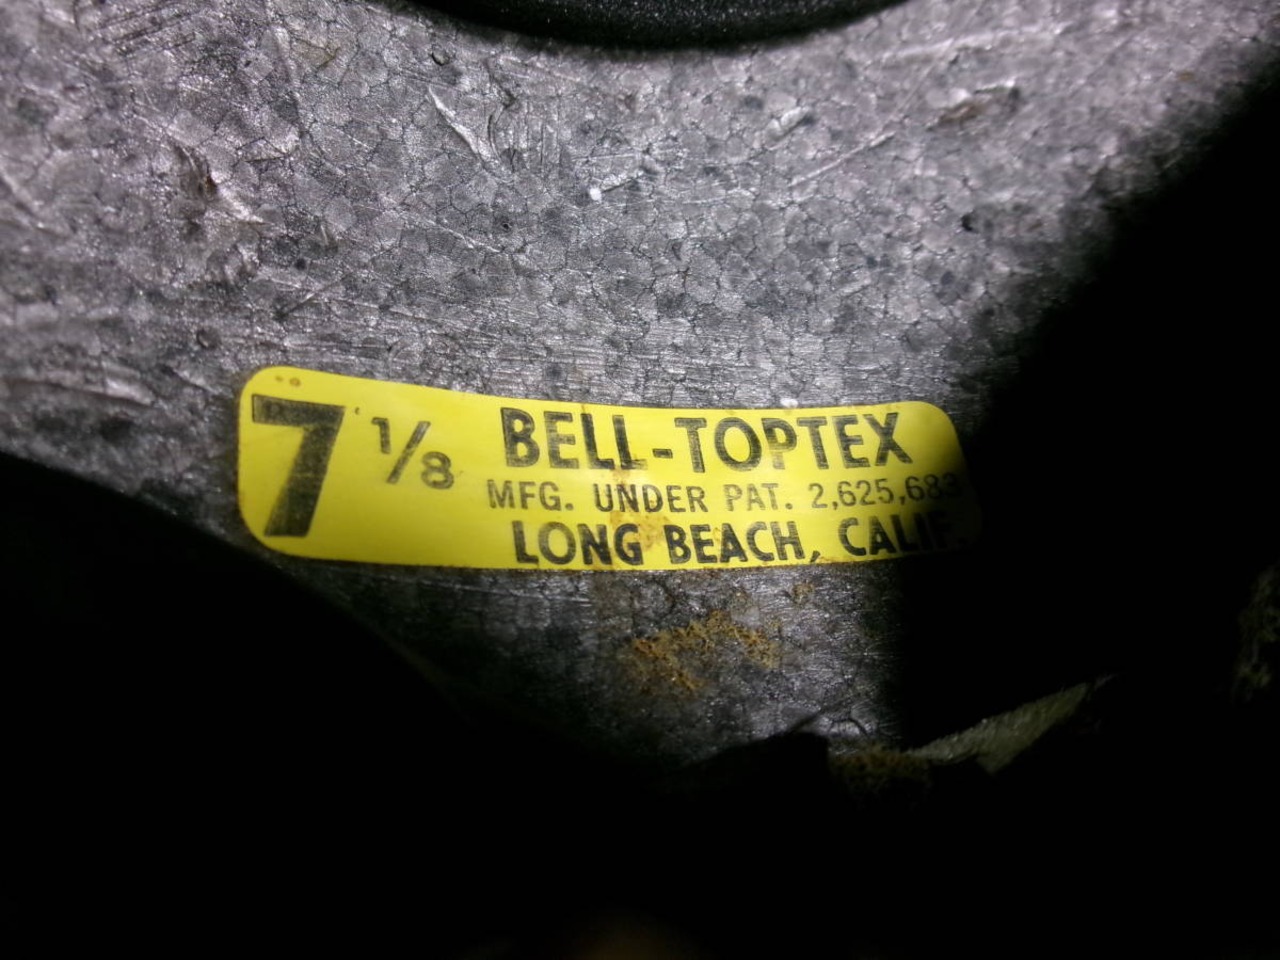 7 1/8 BELL-TOPTEX
MFG. UNDER PAT. 2,625,683
LONG BEACH, CALIF.